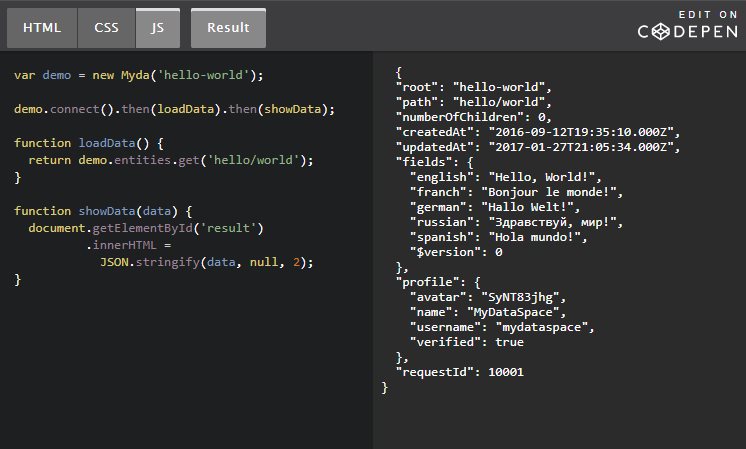 HTML CSS JS Result
EDIT ON
CODEPEN
var demo = new Myda('hello-world');
demo.connect().then(loadData).then(showData);
function loadData() {
  return demo.entities.get('hello/world');
}
function showData(data) {
  document.getElementById('result')
          .innerHTML =
            JSON.stringify(data, null, 2);
}
{
  "root": "hello-world",
  "path": "hello/world",
  "numberOfChildren": 0,
  "createdAt": "2016-09-12T19:35:10.000Z",
  "updatedAt": "2017-01-27T21:05:34.000Z",
  "fields": {
    "english": "Hello, World!",
    "franch": "Bonjour le monde!",
    "german": "Hallo Welt!",
    "russian": "Здравствуй, мир!",
    "spanish": "Hola mundo!",
    "$version": 0
  },
  "profile": {
    "avatar": "SyNT83jhg",
    "name": "MyDataSpace",
    "username": "mydataspace",
    "verified": true
  },
  "requestId": 10001
}